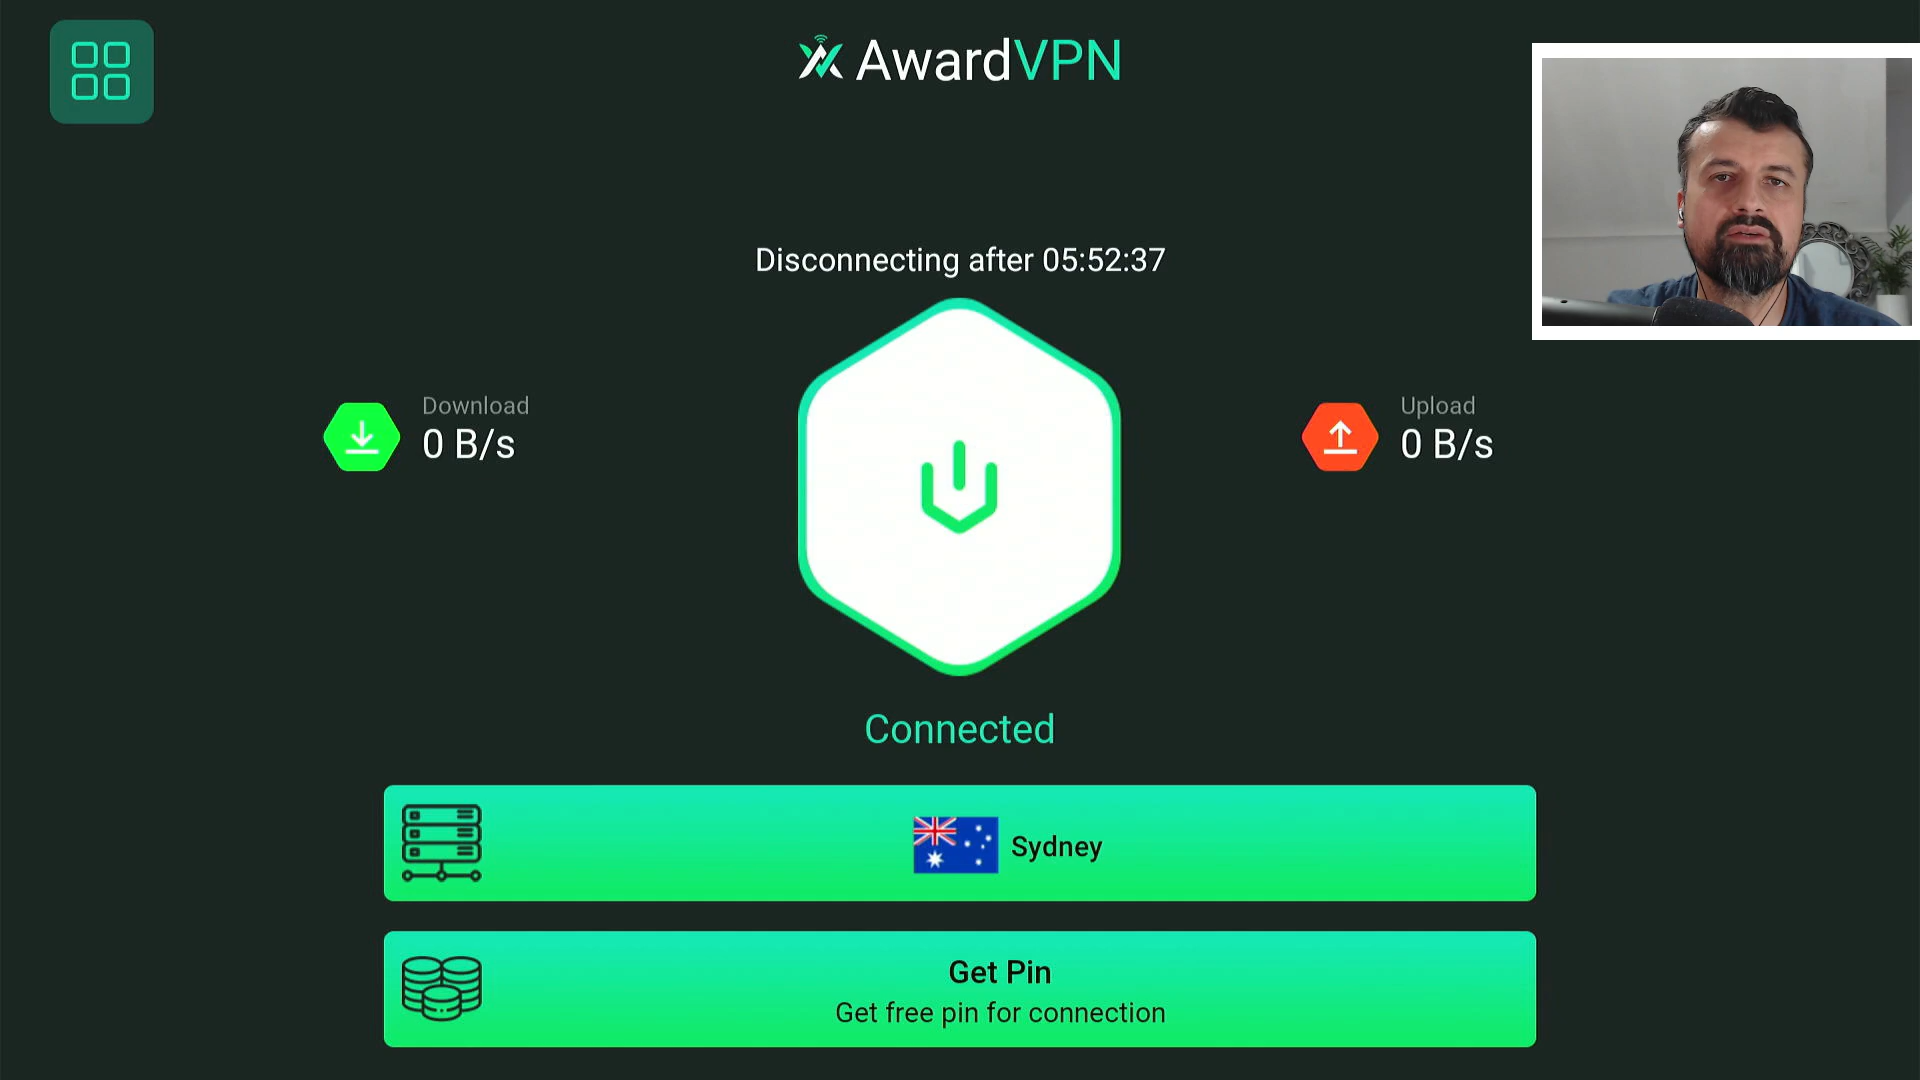 AwardVPN
Disconnecting after 05:52:37
Download
0 B/s
Upload
0 B/s
Connected
Sydney
Get Pin
Get free pin for connection